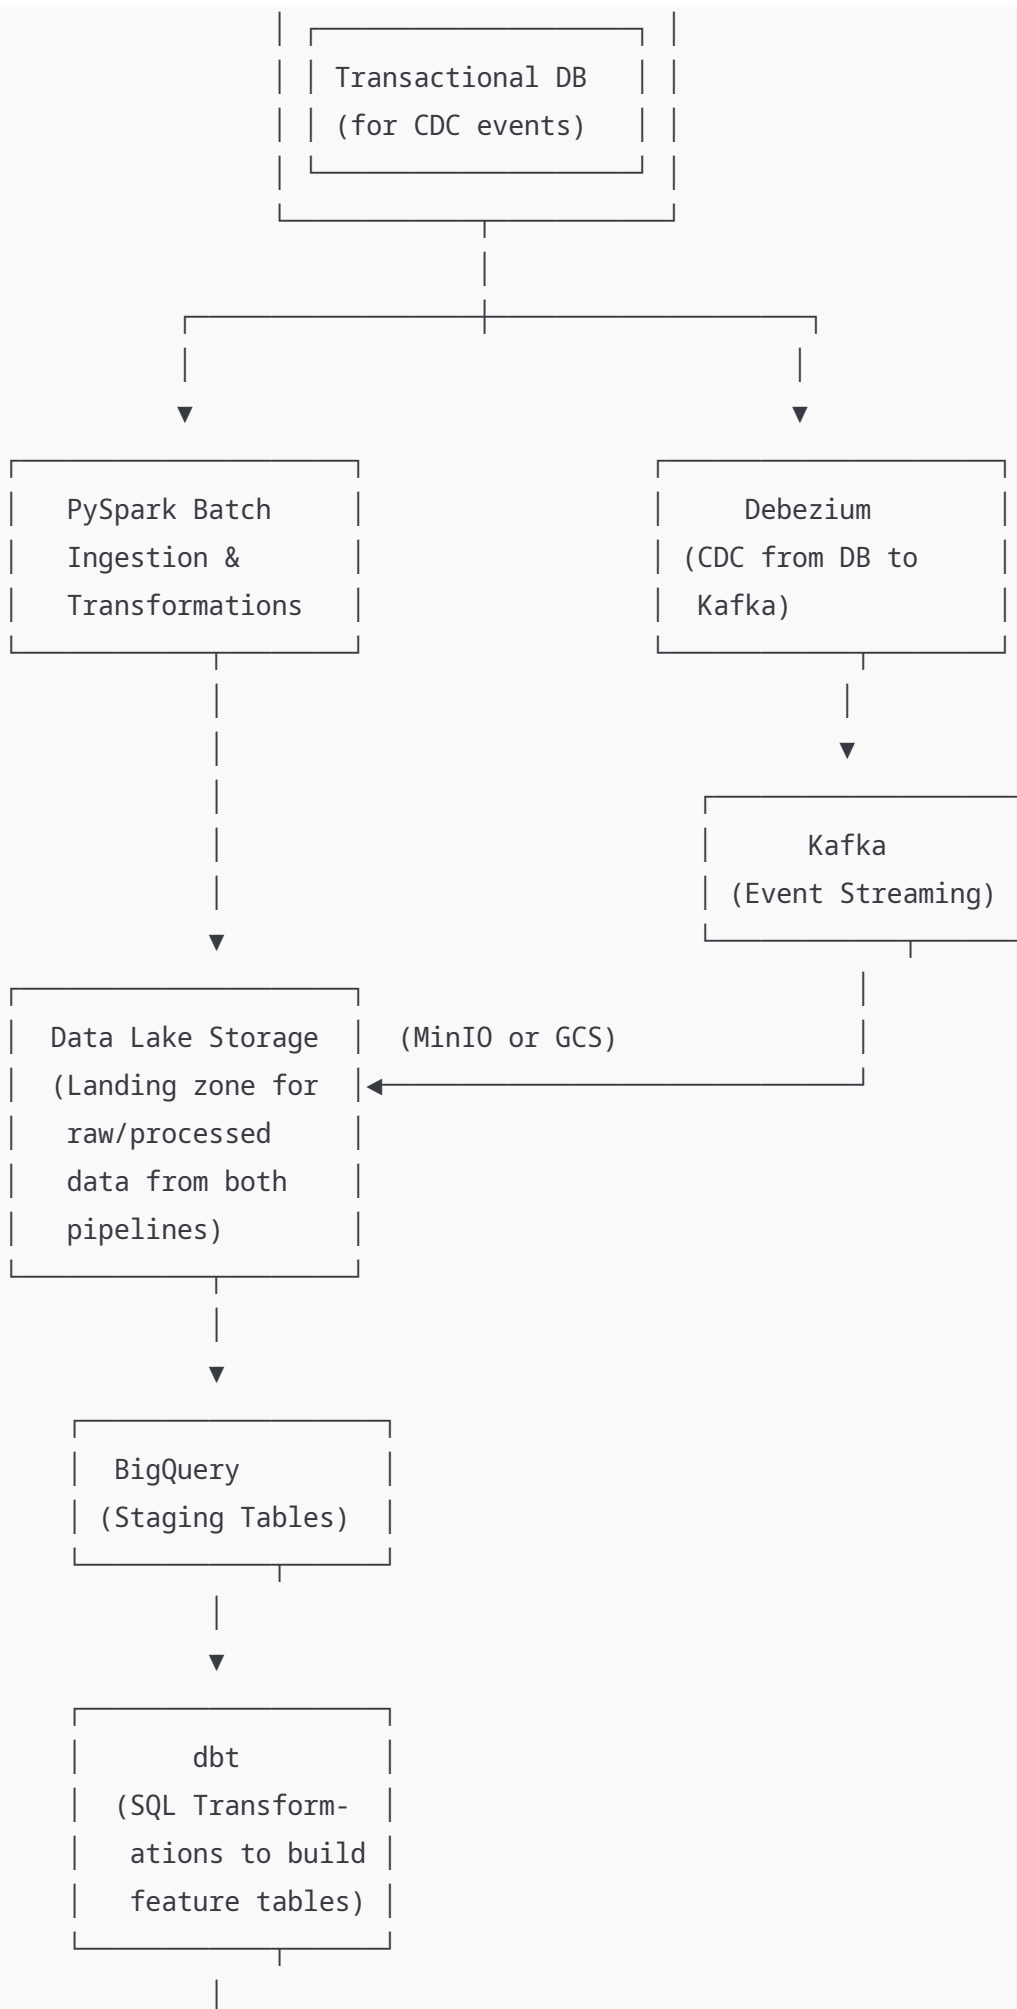 Transactional DB
(for CDC events)
PySpark Batch
Ingestion &
Transformations
Debezium
(CDC from DB to
Kafka)
Kafka
(Event Streaming)
Data Lake Storage
(Landing zone for
raw/processed
data from both
pipelines)
(MinIO or GCS)
BigQuery
(Staging Tables)
dbt
(SQL Transform-
ations to build
feature tables)